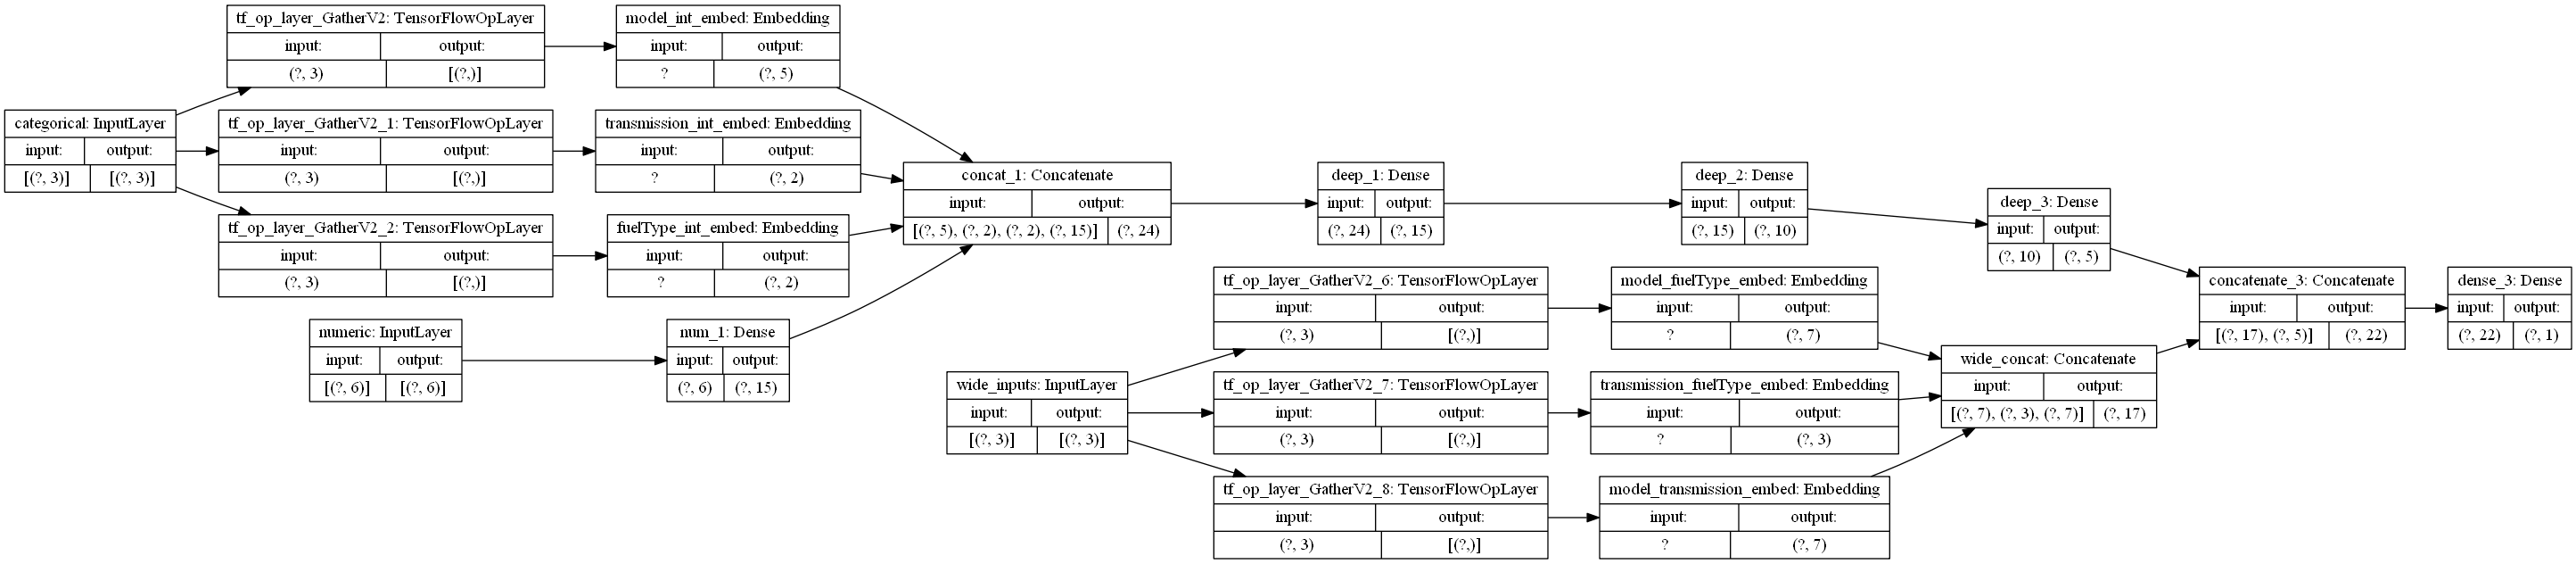 tf_op_layer_GatherV2: TensorFlowOpLayer
input: output:
(?, 3) [(?,)]
model_int_embed: Embedding
input: output:
? (?, 5)
categorical: InputLayer
input: output:
[(?, 3)] [(?, 3)]
tf_op_layer_GatherV2_1: TensorFlowOpLayer
input: output:
(?, 3) [(?,)]
transmission_int_embed: Embedding
input: output:
? (?, 2)
tf_op_layer_GatherV2_2: TensorFlowOpLayer
input: output:
(?, 3) [(?,)]
fuelType_int_embed: Embedding
input: output:
? (?, 2)
numeric: InputLayer
input: output:
[(?, 6)] [(?, 6)]
num_1: Dense
input: output:
(?, 6) (?, 15)
concat_1: Concatenate
input: output:
[(?, 5), (?, 2), (?, 2), (?, 15)] (?, 24)
deep_1: Dense
input: output:
(?, 24) (?, 15)
deep_2: Dense
input: output:
(?, 15) (?, 10)
deep_3: Dense
input: output:
(?, 10) (?, 5)
wide_inputs: InputLayer
input: output:
[(?, 3)] [(?, 3)]
tf_op_layer_GatherV2_6: TensorFlowOpLayer
input: output:
(?, 3) [(?,)]
model_fuelType_embed: Embedding
input: output:
? (?, 7)
tf_op_layer_GatherV2_7: TensorFlowOpLayer
input: output:
(?, 3) [(?,)]
transmission_fuelType_embed: Embedding
input: output:
? (?, 3)
tf_op_layer_GatherV2_8: TensorFlowOpLayer
input: output:
(?, 3) [(?,)]
model_transmission_embed: Embedding
input: output:
? (?, 7)
wide_concat: Concatenate
input: output:
[(?, 7), (?, 3), (?, 7)] (?, 17)
concatenate_3: Concatenate
input: output:
[(?, 17), (?, 5)] (?, 22)
dense_3: Dense
input: output:
(?, 22) (?, 1)